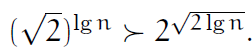 (√2)^{lg n} ≻ 2^{√(2 lg n)}.